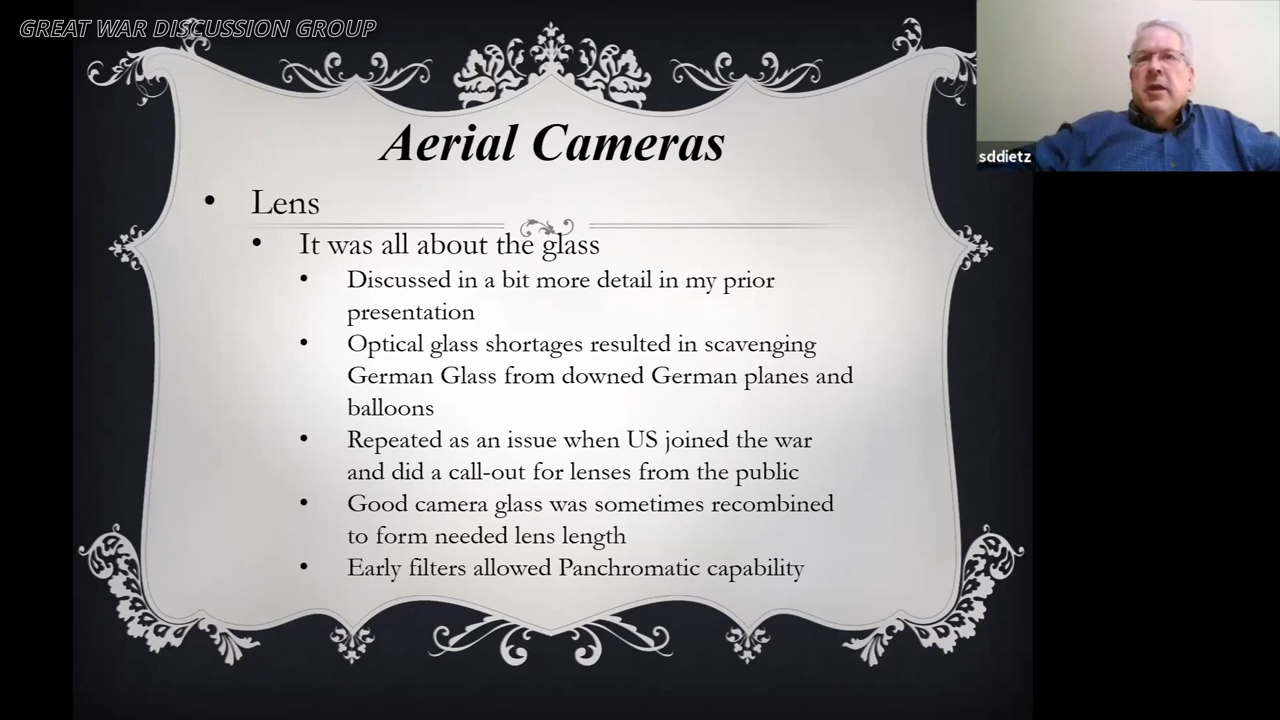 GREAT WAR DISCUSSION GROUP
sddietz
Aerial Cameras
• Lens
• It was all about the glass
• Discussed in a bit more detail in my prior
presentation
• Optical glass shortages resulted in scavenging
German Glass from downed German planes and
balloons
• Repeated as an issue when US joined the war
and did a call-out for lenses from the public
• Good camera glass was sometimes recombined
to form needed lens length
• Early filters allowed Panchromatic capability